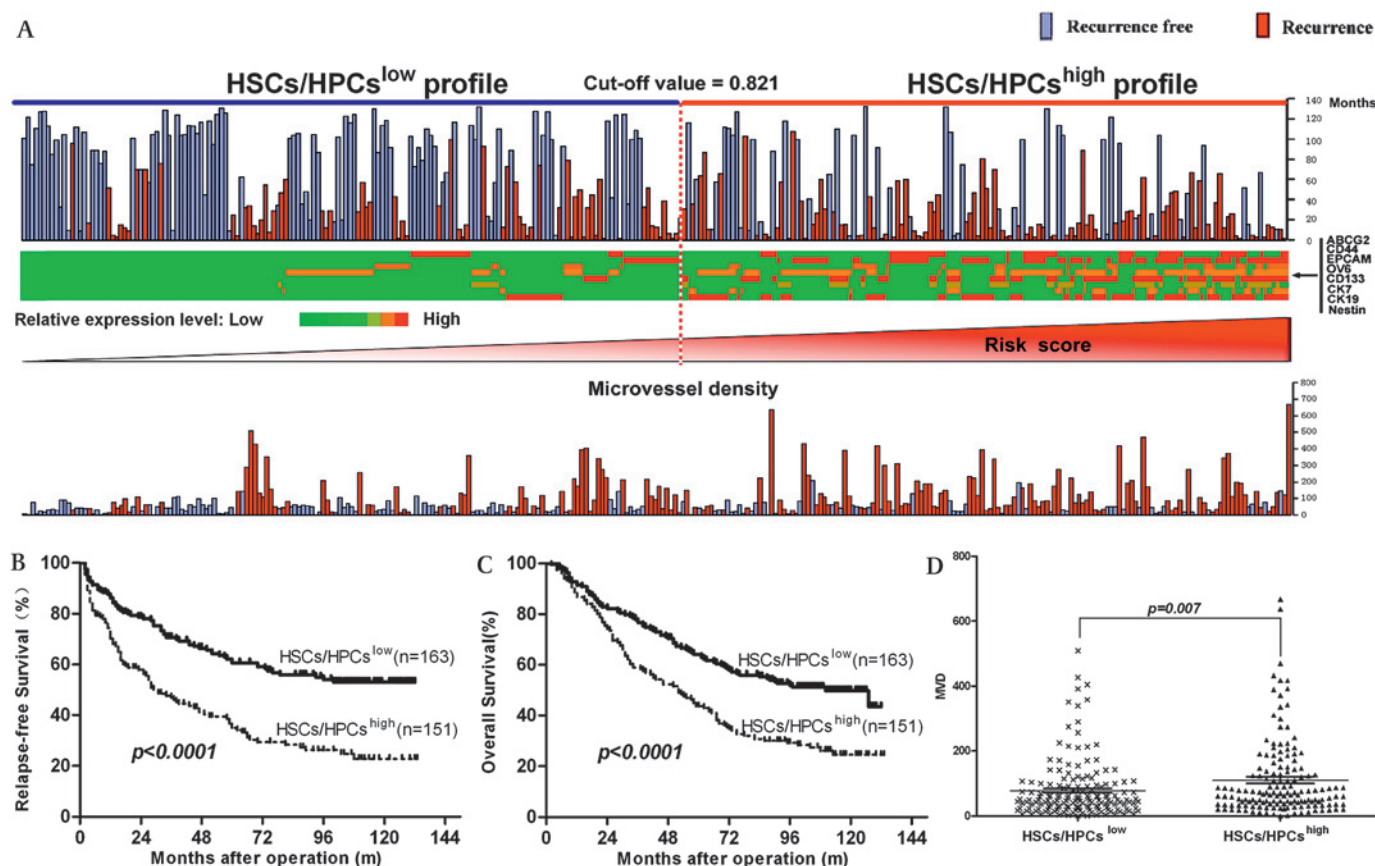 A
Recurrence free
Recurrence
HSCs/HPCslow profile
Cut-off value = 0.821
HSCs/HPCshigh profile
Months
140
120
100
80
60
40
20
0
ABCG2
CD44
EPCAM
OV6
CD133
CK7
CK19
Nestin
Relative expression level: Low
High
Risk score
Microvessel density
800
700
600
500
400
300
200
100
0
B
Relapse-free Survival (%)
100
80
60
40
20
0
HSCs/HPCslow(n=163)
HSCs/HPCshigh(n=151)
p<0.0001
0 24 48 72 96 120 144
Months after operation (m)
C
Overall Survival(%)
100
80
60
40
20
0
HSCs/HPCslow(n=163)
HSCs/HPCshigh(n=151)
p<0.0001
0 24 48 72 96 120 144
Months after operation (m)
D
MVD
800
600
400
200
0
p=0.007
HSCs/HPCs low
HSCs/HPCshigh